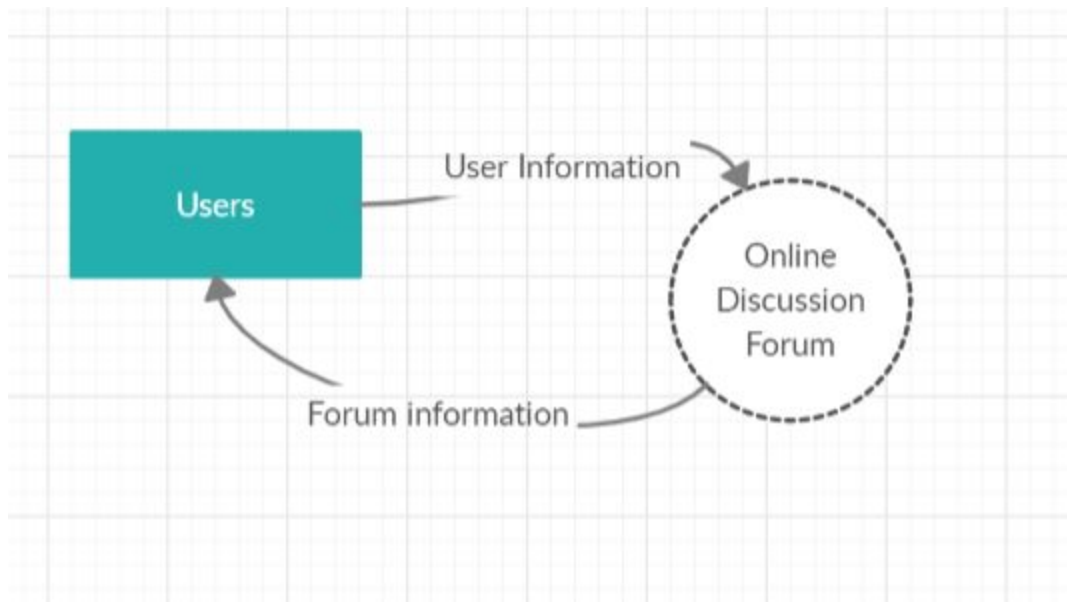 User Information
Users
Online
Discussion
Forum
Forum information